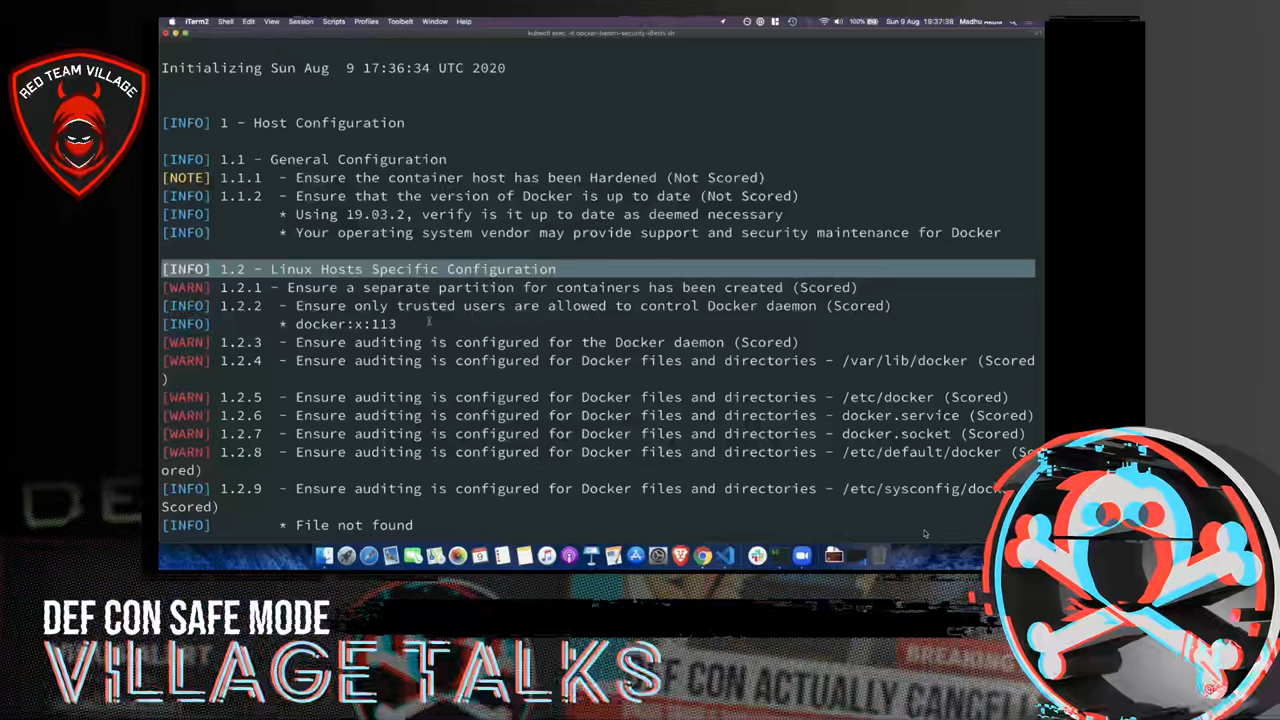 RED TEAM VILLAGE
iTerm2 Shell Edit View Session Scripts Profiles Toolbelt Window Help
100% Sun 9 Aug 19:37:38 Madhu Akula
Initializing Sun Aug 9 17:36:34 UTC 2020
[INFO] 1 - Host Configuration
[INFO] 1.1 - General Configuration
[NOTE] 1.1.1 - Ensure the container host has been Hardened (Not Scored)
[INFO] 1.1.2 - Ensure that the version of Docker is up to date (Not Scored)
[INFO] * Using 19.03.2, verify is it up to date as deemed necessary
[INFO] * Your operating system vendor may provide support and security maintenance for Docker
[INFO] 1.2 - Linux Hosts Specific Configuration
[WARN] 1.2.1 - Ensure a separate partition for containers has been created (Scored)
[INFO] 1.2.2 - Ensure only trusted users are allowed to control Docker daemon (Scored)
[INFO] * docker:x:113
[WARN] 1.2.3 - Ensure auditing is configured for the Docker daemon (Scored)
[WARN] 1.2.4 - Ensure auditing is configured for Docker files and directories - /var/lib/docker (Scored
)
[WARN] 1.2.5 - Ensure auditing is configured for Docker files and directories - /etc/docker (Scored)
[WARN] 1.2.6 - Ensure auditing is configured for Docker files and directories - docker.service (Scored)
[WARN] 1.2.7 - Ensure auditing is configured for Docker files and directories - docker.socket (Scored)
[WARN] 1.2.8 - Ensure auditing is configured for Docker files and directories - /etc/default/docker (Sc
ored)
[INFO] 1.2.9 - Ensure auditing is configured for Docker files and directories - /etc/sysconfig/dock
Scored)
[INFO] * File not found
DEF CON SAFE MODE
VILLAGE TALKS
DEF CON ACTUALLY CANCEL